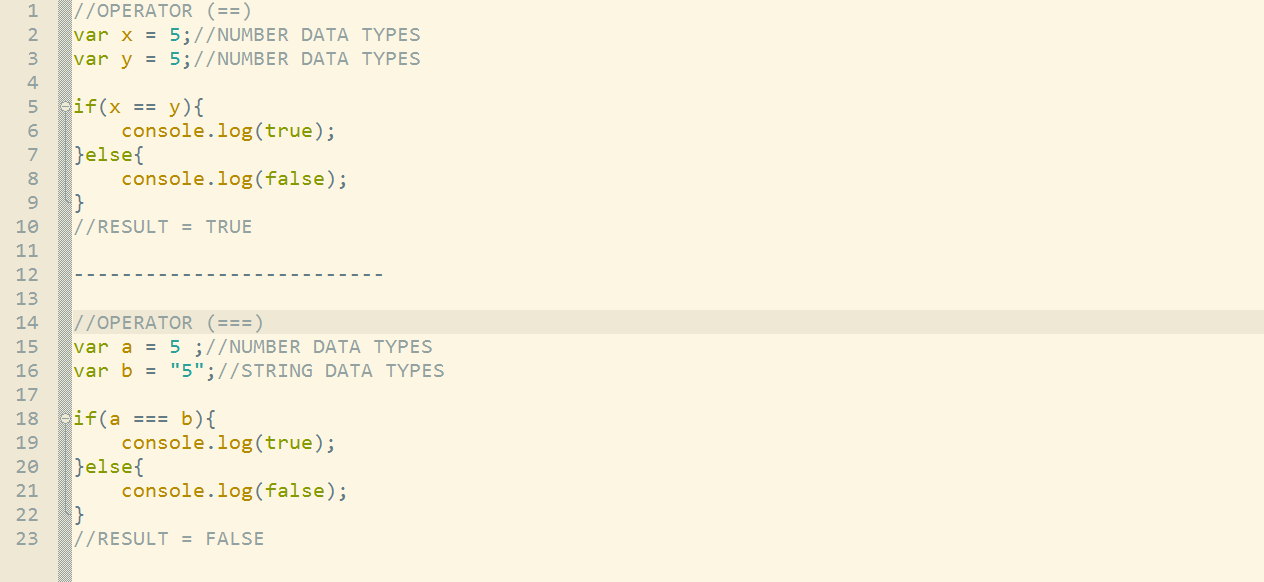 1 //OPERATOR (==)
2 var x = 5;//NUMBER DATA TYPES
3 var y = 5;//NUMBER DATA TYPES
4
5 if(x == y){
6     console.log(true);
7 }else{
8     console.log(false);
9 }
10 //RESULT = TRUE
11
12 --------------------------
13
14 //OPERATOR (===)
15 var a = 5 ;//NUMBER DATA TYPES
16 var b = "5";//STRING DATA TYPES
17
18 if(a === b){
19     console.log(true);
20 }else{
21     console.log(false);
22 }
23 //RESULT = FALSE